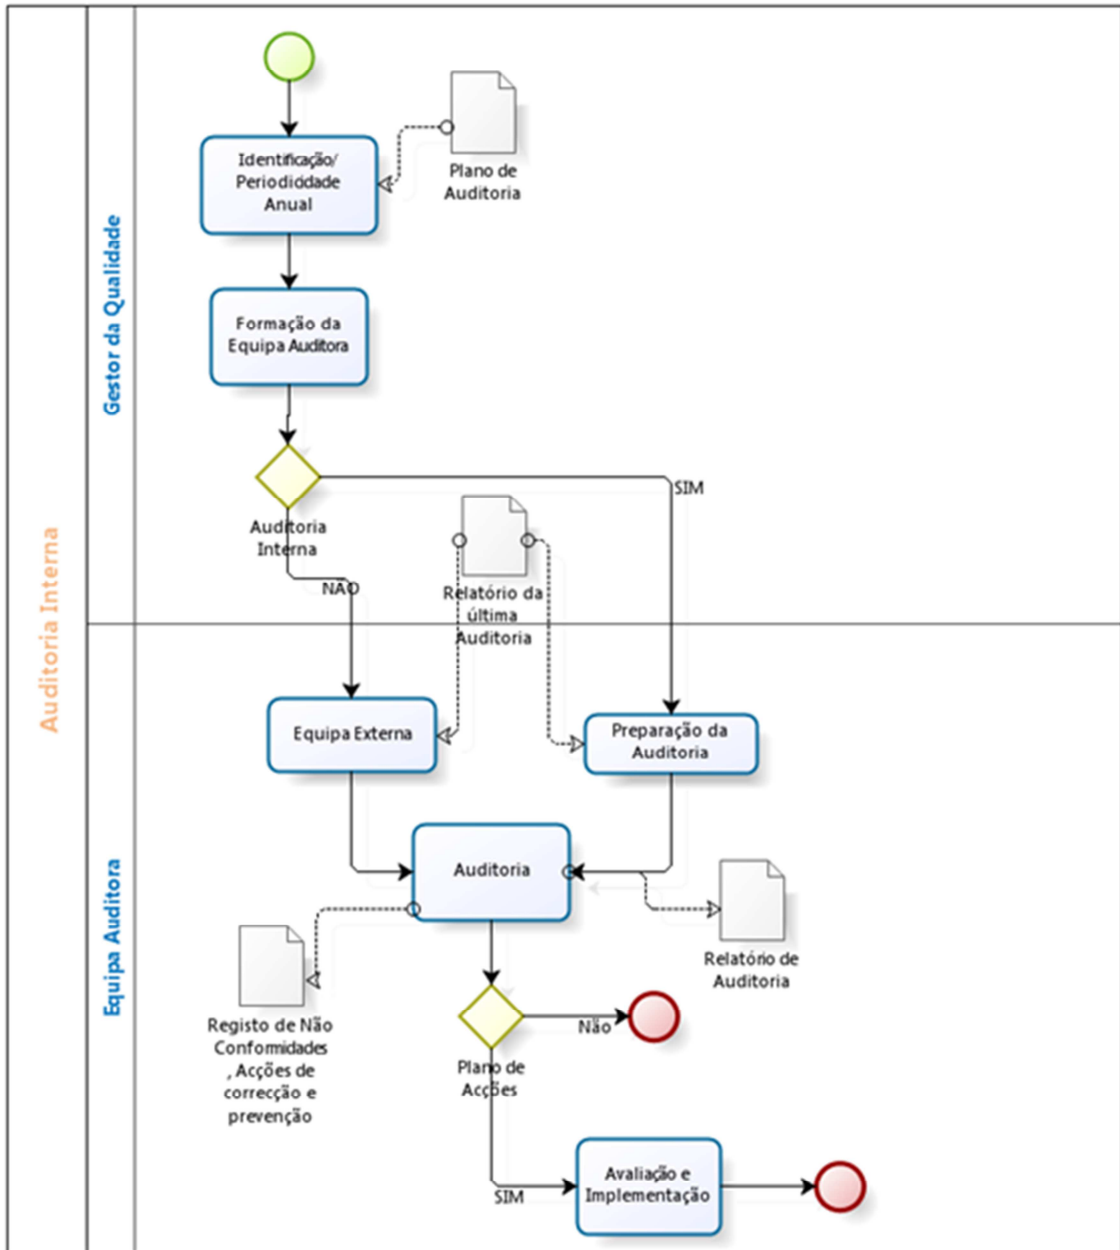 Auditoria Interna
Gestor da Qualidade
Identificação/
Periodicidade
Anual
Plano de
Auditoria
Formação da
Equipa Auditora
Auditoria
Interna
SIM
NÃO
Relatório da
última
Auditoria
Equipa Auditora
Equipa Externa
Preparação da
Auditoria
Auditoria
Relatório de
Auditoria
Registo de Não
Conformidades
, Acções de
correcção e
prevenção
Plano de
Acções
Não
SIM
Avaliação e
Implementação